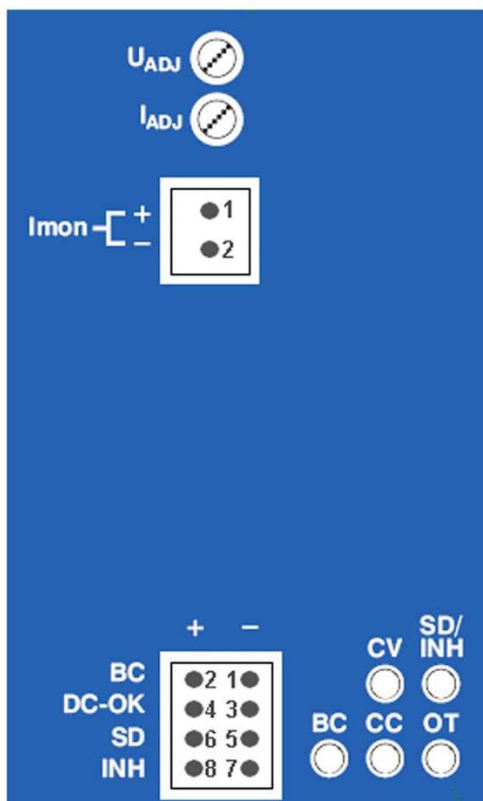 UADJ
IADJ
Imon + 1
− 2
+ −
BC 2 1
DC-OK 4 3
SD 6 5
INH 8 7
SD/
CV INH
BC CC OT